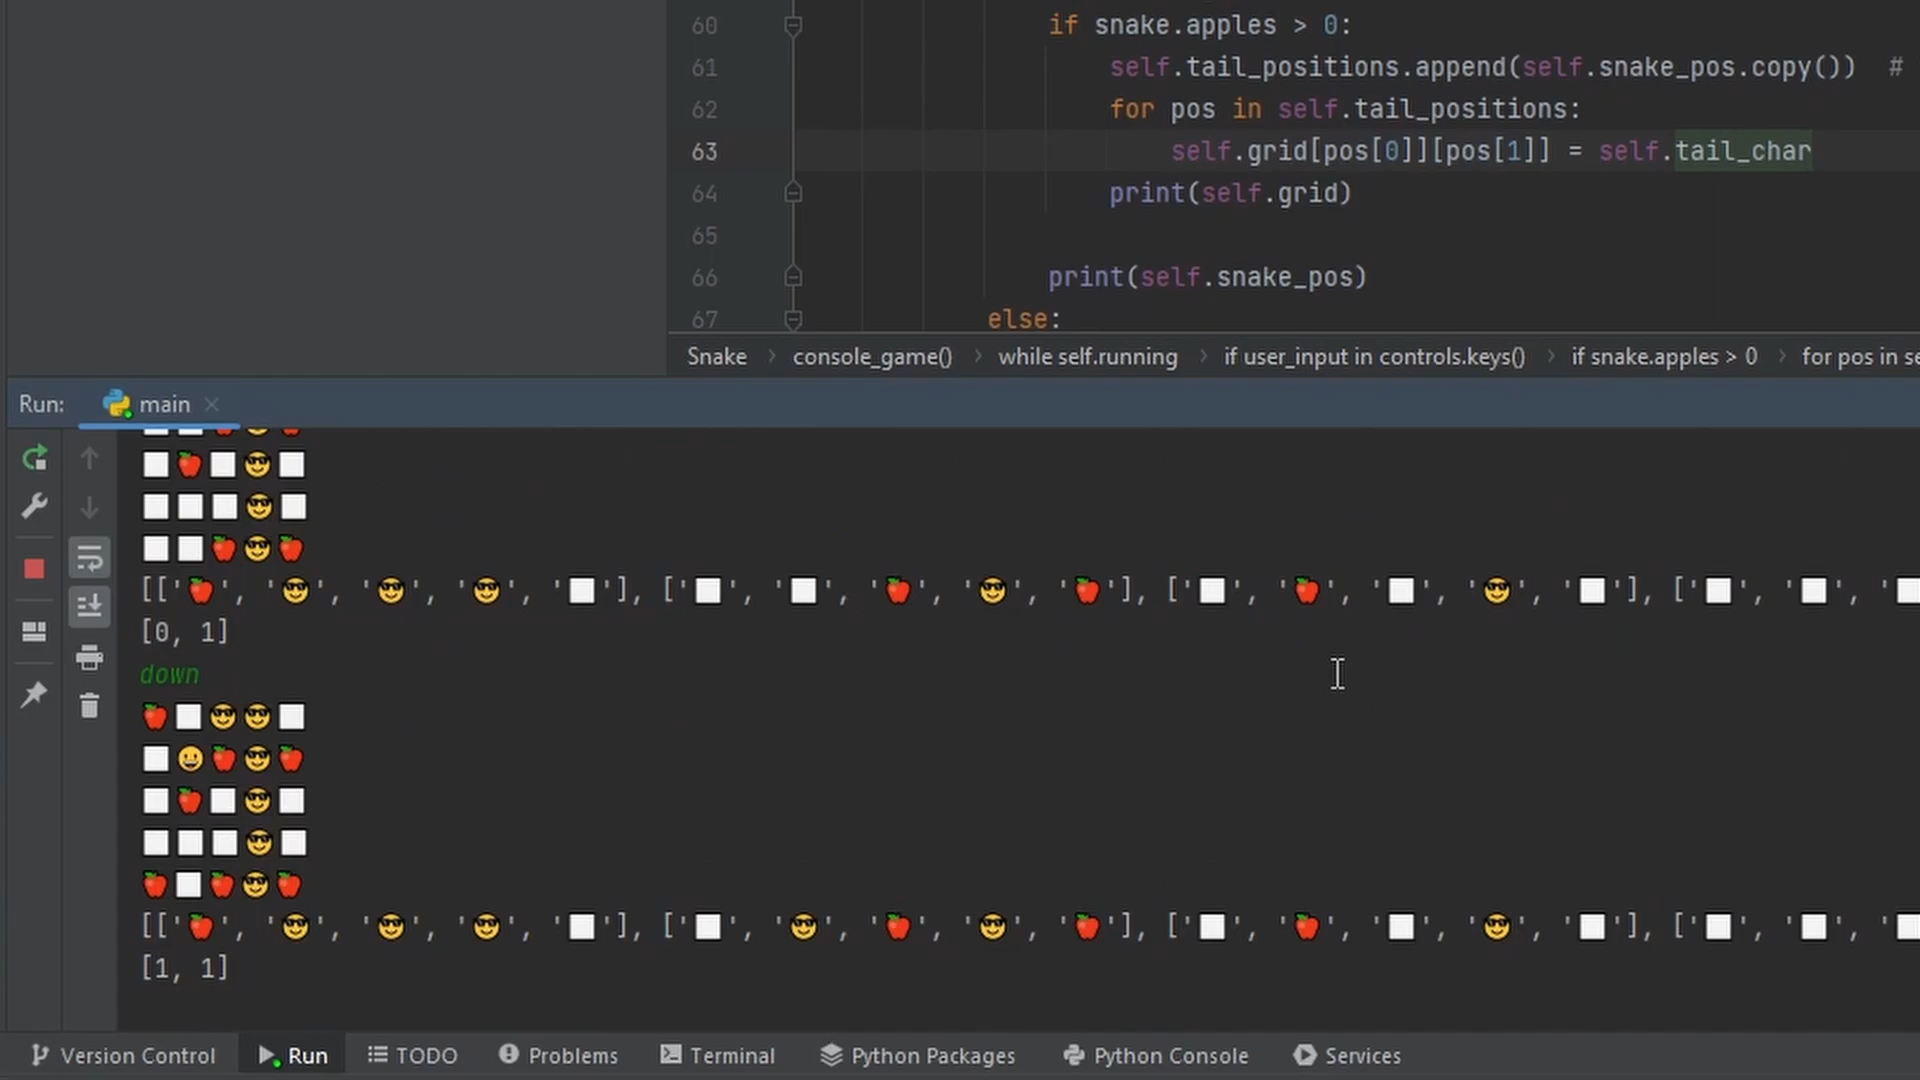 60 if snake.apples > 0:
61 self.tail_positions.append(self.snake_pos.copy()) #
62 for pos in self.tail_positions:
63 self.grid[pos[0]][pos[1]] = self.tail_char
64 print(self.grid)
65
66 print(self.snake_pos)
67 else:
Snake > console_game() > while self.running > if user_input in controls.keys() > if snake.apples > 0 > for pos in se
Run: main ×
⬜🍎⬜😎⬜
⬜⬜⬜😎⬜
⬜⬜🍎😎🍎
[['🍎', '😎', '😎', '😎', '⬜'], ['⬜', '⬜', '🍎', '😎', '🍎'], ['⬜', '🍎', '⬜', '😎', '⬜'], ['⬜', '⬜', '⬜
[0, 1]
down
🍎⬜😎😎⬜
⬜😀🍎😎🍎
⬜🍎⬜😎⬜
⬜⬜⬜😎⬜
🍎⬜🍎😎🍎
[['🍎', '😎', '😎', '😎', '⬜'], ['⬜', '😎', '🍎', '😎', '🍎'], ['⬜', '🍎', '⬜', '😎', '⬜'], ['⬜', '⬜', '⬜
[1, 1]
Version Control Run TODO Problems Terminal Python Packages Python Console Services